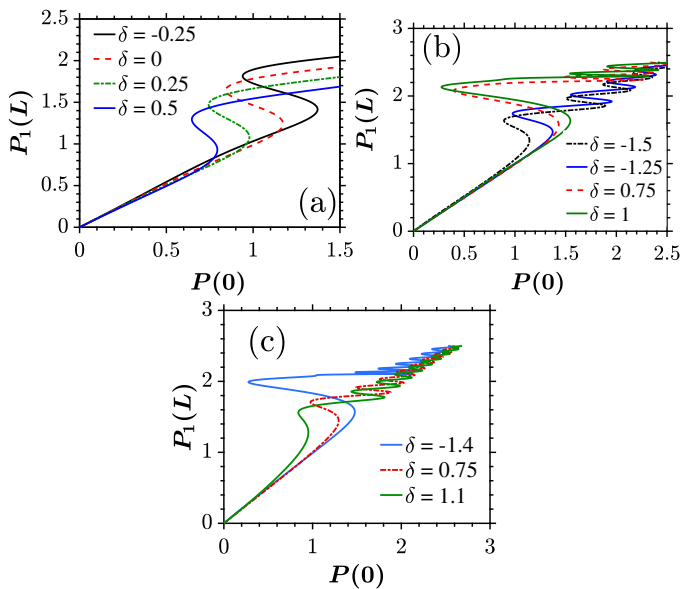 2.5
2
1.5
1
0.5
0
P₁(L)
δ = -0.25
δ = 0
δ = 0.25
δ = 0.5
(a)
0
0.5
1
1.5
P(0)
3
2
1
0
P₁(L)
(b)
δ = -1.5
δ = -1.25
δ = 0.75
δ = 1
0
0.5
1
1.5
2
2.5
P(0)
3
2
1
0
P₁(L)
(c)
δ = -1.4
δ = 0.75
δ = 1.1
0
1
2
3
P(0)